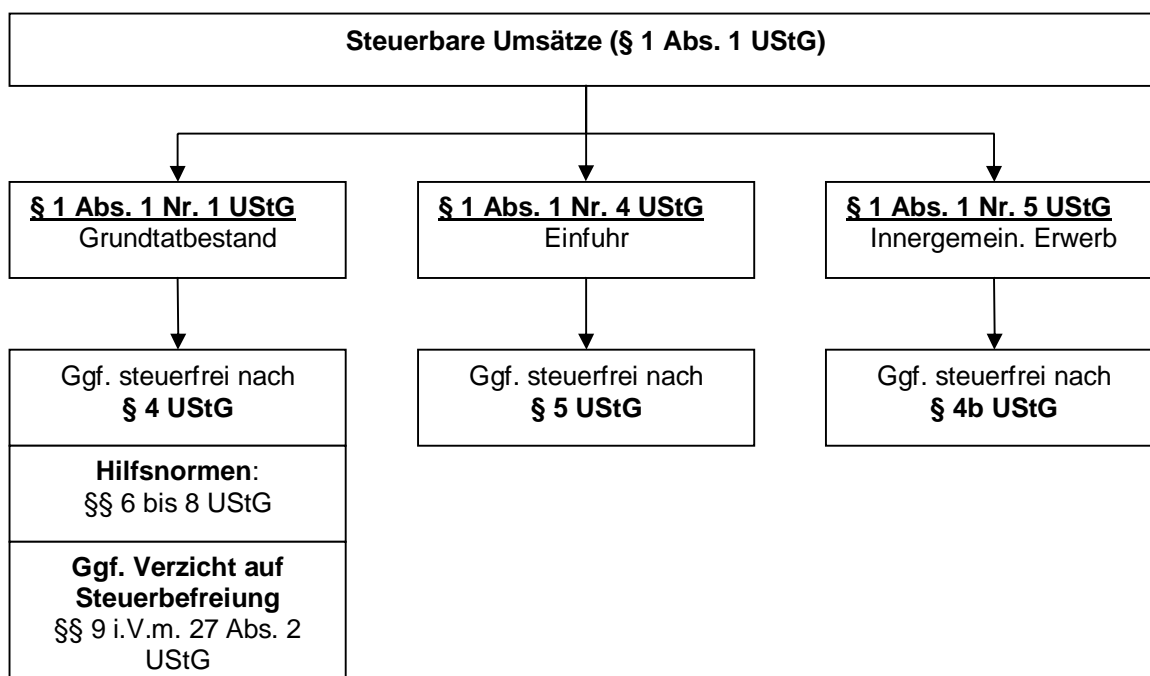 Steuerbare Umsätze (§ 1 Abs. 1 UStG)
§ 1 Abs. 1 Nr. 1 UStG
Grundtatbestand
§ 1 Abs. 1 Nr. 4 UStG
Einfuhr
§ 1 Abs. 1 Nr. 5 UStG
Innergemein. Erwerb
Ggf. steuerfrei nach
§ 4 UStG
Ggf. steuerfrei nach
§ 5 UStG
Ggf. steuerfrei nach
§ 4b UStG
Hilfsnormen:
§§ 6 bis 8 UStG
Ggf. Verzicht auf
Steuerbefreiung
§§ 9 i.V.m. 27 Abs. 2
UStG